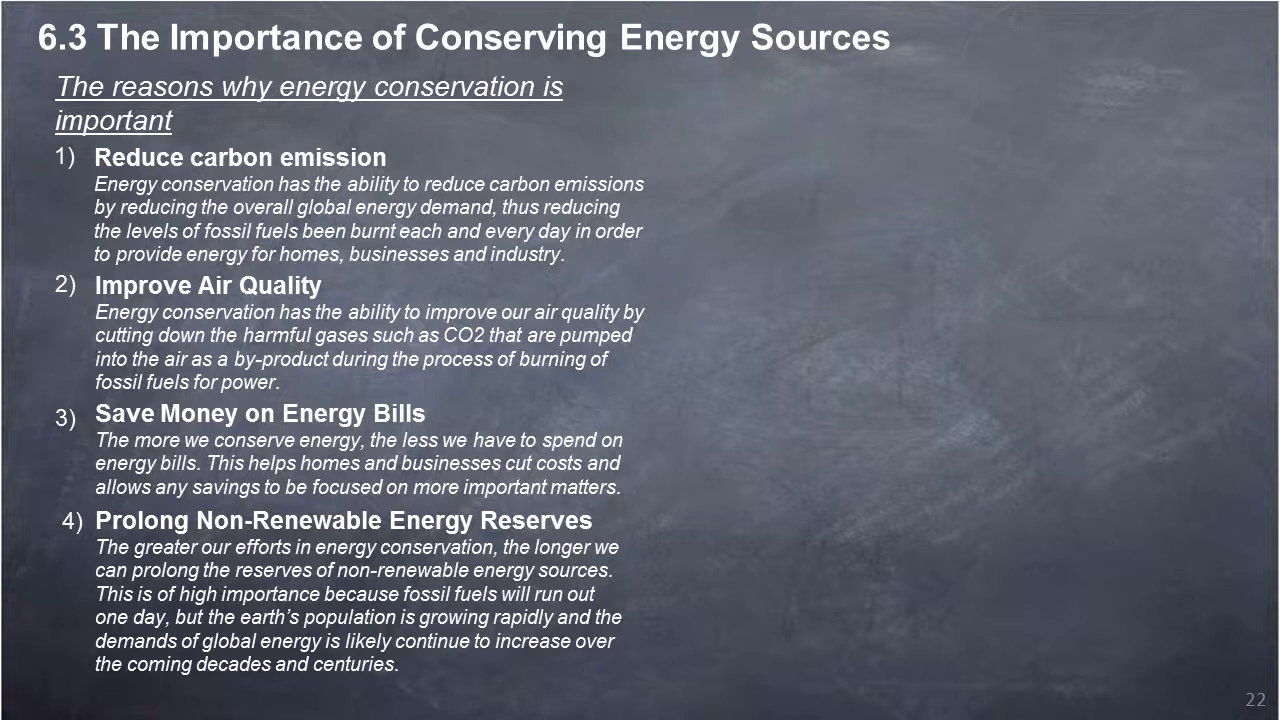 6.3 The Importance of Conserving Energy Sources
The reasons why energy conservation is
important
1) Reduce carbon emission
Energy conservation has the ability to reduce carbon emissions
by reducing the overall global energy demand, thus reducing
the levels of fossil fuels been burnt each and every day in order
to provide energy for homes, businesses and industry.
2) Improve Air Quality
Energy conservation has the ability to improve our air quality by
cutting down the harmful gases such as CO2 that are pumped
into the air as a by-product during the process of burning of
fossil fuels for power.
3) Save Money on Energy Bills
The more we conserve energy, the less we have to spend on
energy bills. This helps homes and businesses cut costs and
allows any savings to be focused on more important matters.
4) Prolong Non-Renewable Energy Reserves
The greater our efforts in energy conservation, the longer we
can prolong the reserves of non-renewable energy sources.
This is of high importance because fossil fuels will run out
one day, but the earth’s population is growing rapidly and the
demands of global energy is likely continue to increase over
the coming decades and centuries.
22